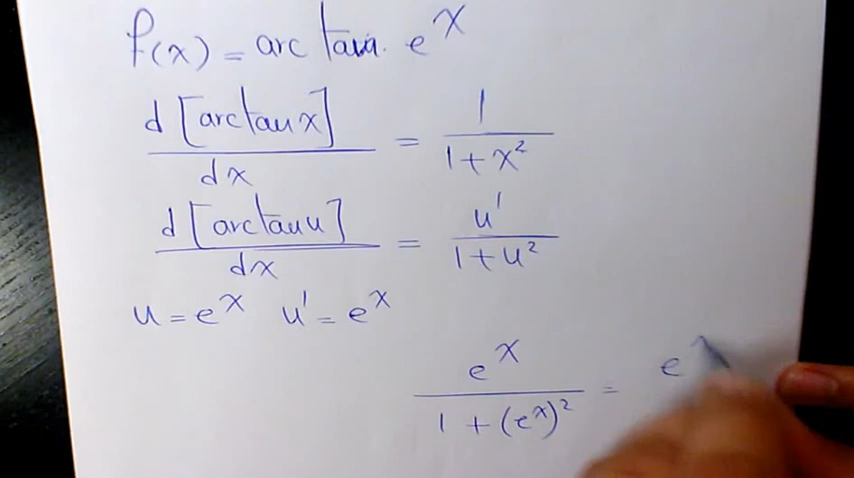 f(x) = arc tan. e^x
d[arctan x] / dx = 1 / 1 + x²
d[arctan u] / dx = u' / 1 + u²
u = e^x u' = e^x
e^x / 1 + (e^x)² = e^x